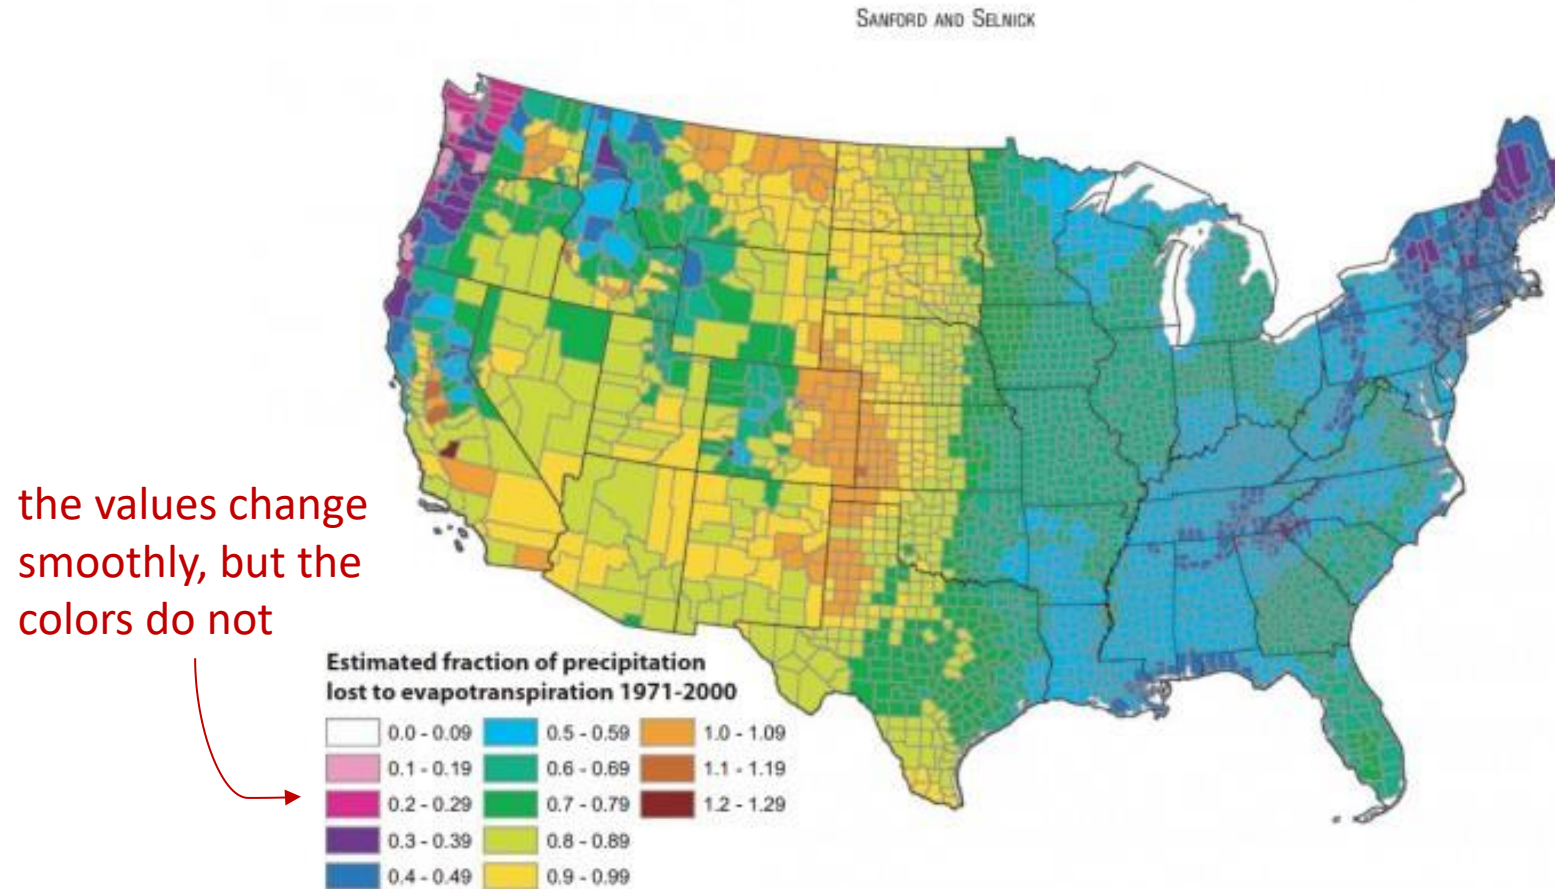 SANFORD AND SELNICK
the values change
smoothly, but the
colors do not
Estimated fraction of precipitation
lost to evapotranspiration 1971-2000
0.0 - 0.09
0.1 - 0.19
0.2 - 0.29
0.3 - 0.39
0.4 - 0.49
0.5 - 0.59
0.6 - 0.69
0.7 - 0.79
0.8 - 0.89
0.9 - 0.99
1.0 - 1.09
1.1 - 1.19
1.2 - 1.29